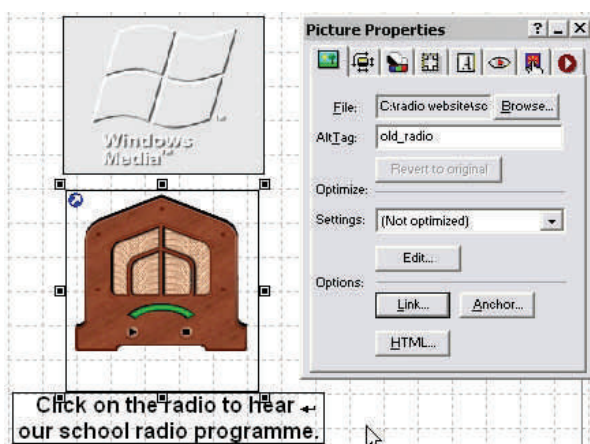 Windows
Media™
Click on the radio to hear ↵
our school radio programme.
Picture Properties
File: C:\radio website\sc Browse...
AltTag: old_radio
Revert to original
Optimize:
Settings: (Not optimized)
Edit...
Options:
Link... Anchor...
HTML...